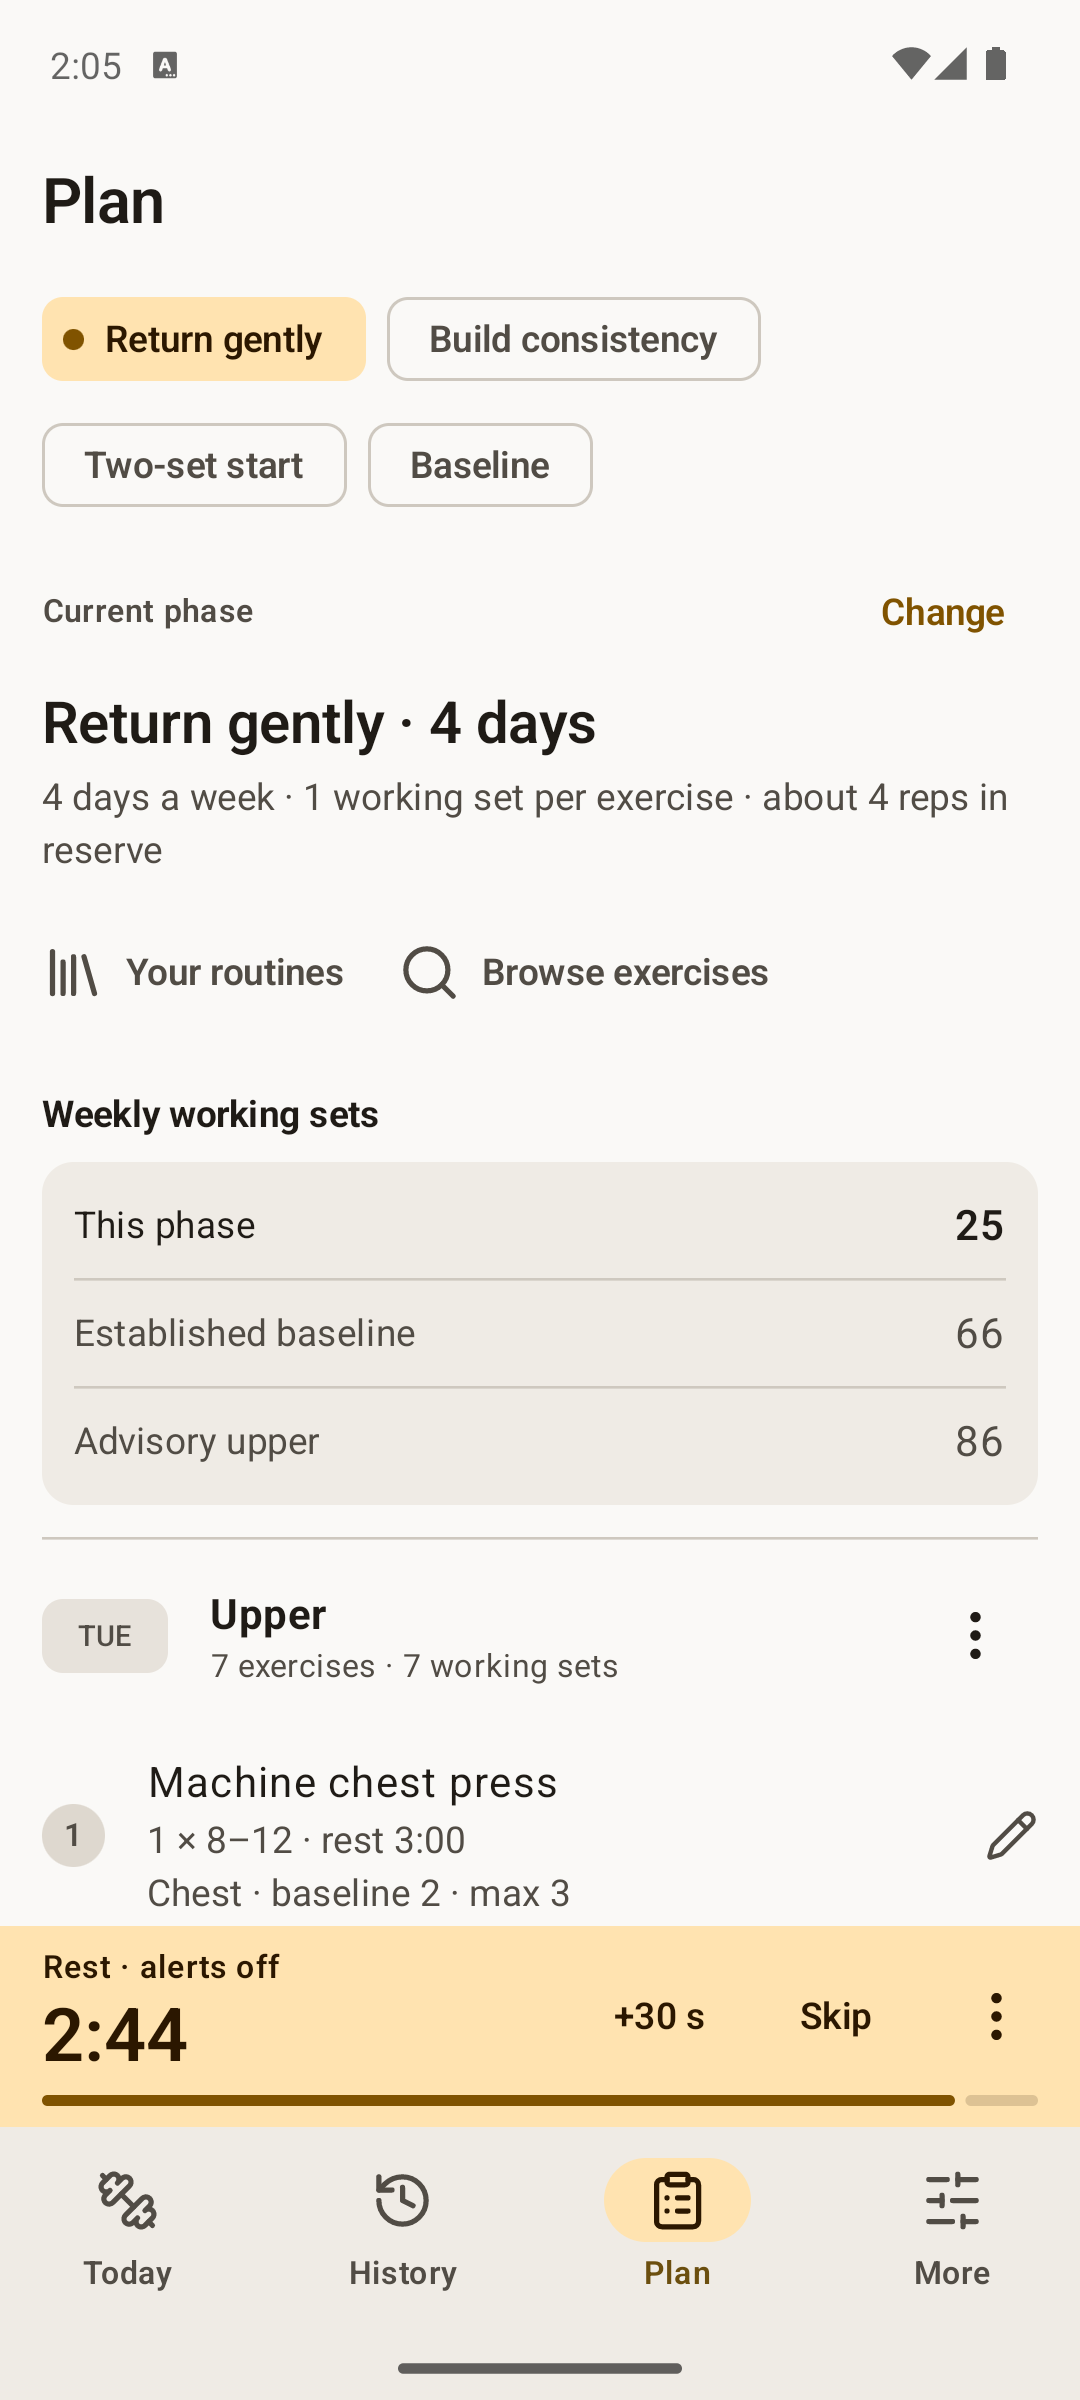 2:05
Plan
Return gently
Build consistency
Two-set start
Baseline
Current phase
Change
Return gently · 4 days
4 days a week · 1 working set per exercise · about 4 reps in
reserve
Your routines
Browse exercises
Weekly working sets
This phase
25
Established baseline
66
Advisory upper
86
TUE
Upper
7 exercises · 7 working sets
1
Machine chest press
1 × 8–12 · rest 3:00
Chest · baseline 2 · max 3
Rest · alerts off
2:44
+30 s
Skip
Today
History
Plan
More